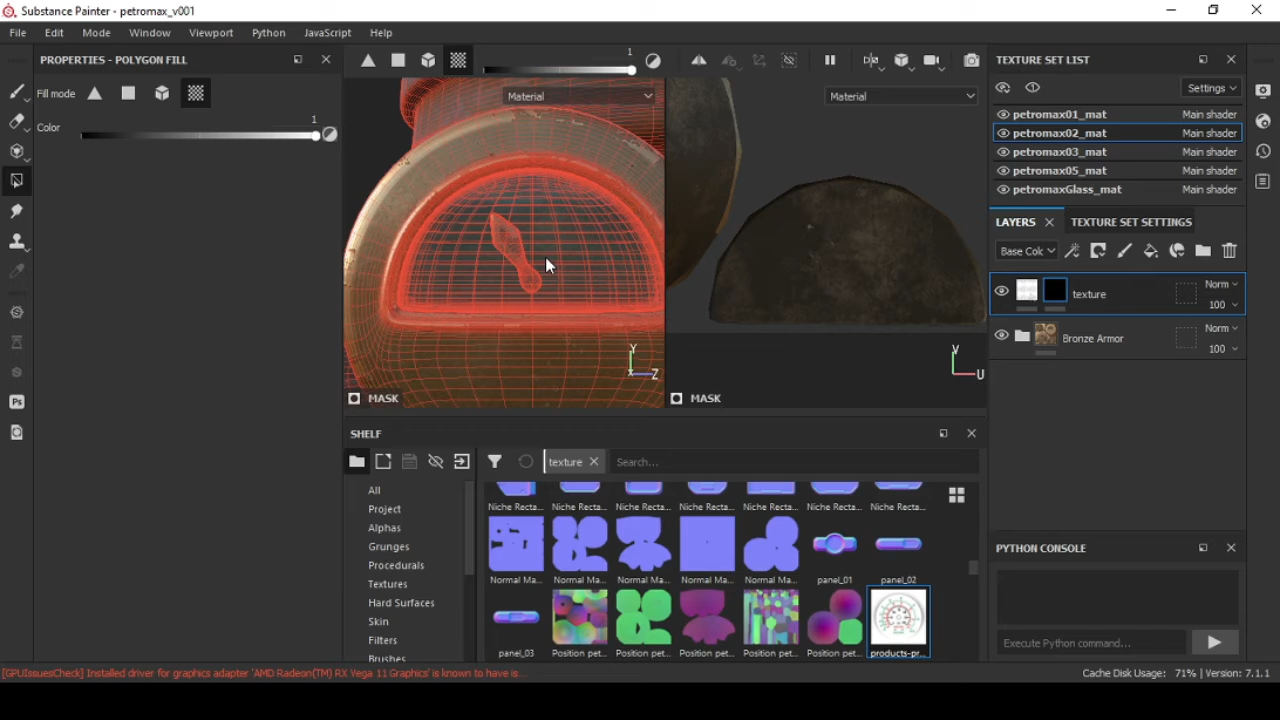 Substance Painter - petromax_v001
File Edit Mode Window Viewport Python JavaScript Help
PROPERTIES - POLYGON FILL
Fill mode
Color
1
1
Material
Material
Y
Z
X
V
U
MASK
MASK
TEXTURE SET LIST
Settings
petromax01_mat Main shader
petromax02_mat Main shader
petromax03_mat Main shader
petromax05_mat Main shader
petromaxGlass_mat Main shader
LAYERS
TEXTURE SET SETTINGS
Base Col
texture
Norm
100
Bronze Armor
Norm
100
SHELF
texture
Search...
All
Project
Alphas
Grunges
Procedurals
Textures
Hard Surfaces
Skin
Filters
Brushes
Niche Recta... Niche Recta... Niche Recta... Niche Recta... Niche Recta... Niche Recta... Niche Recta...
Normal Ma... Normal Ma... Normal Ma... Normal Ma... Normal Ma... panel_01 panel_02
panel_03 Position pet... Position pet... Position pet... Position pet... Position pet... products-pr...
PYTHON CONSOLE
Execute Python command...
[GPUIssuesCheck] Installed driver for graphics adapter 'AMD Radeon(TM) RX Vega 11 Graphics' is known to have is...
Cache Disk Usage: 71% | Version: 7.1.1
Ps